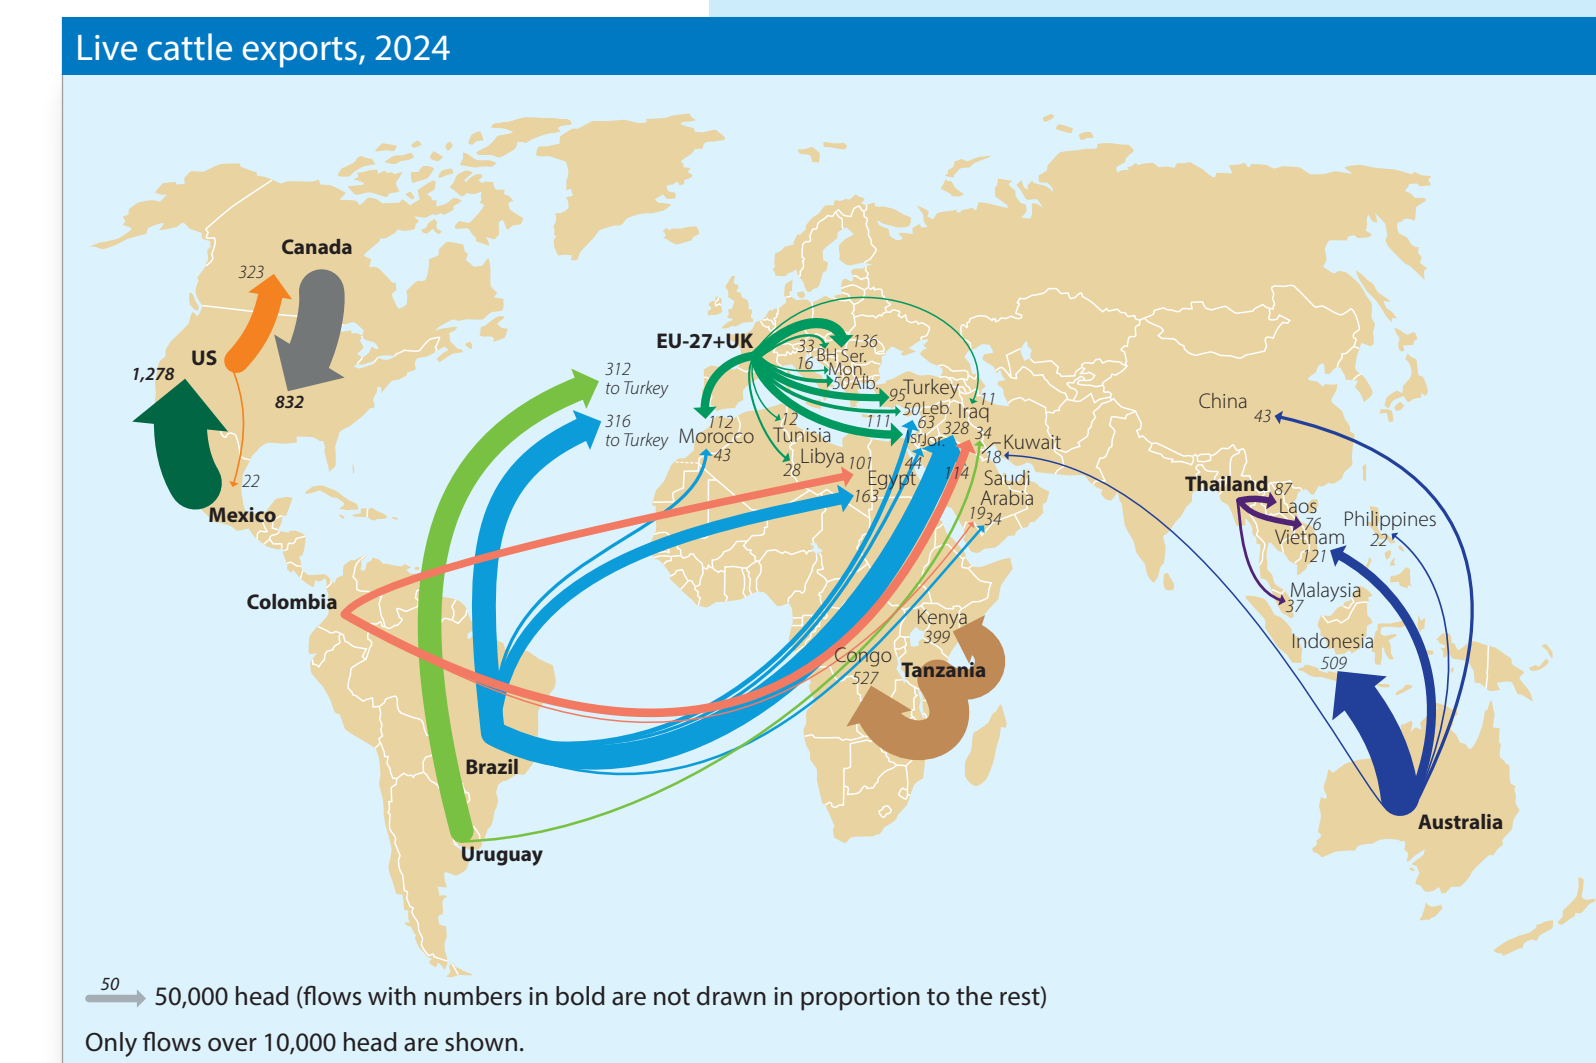 Live cattle exports, 2024
Canada
323
US
1,278
832
22
Mexico
EU-27+UK
312
to Turkey
316
to Turkey
33
136
BH Ser.
16
Mon.
50 Alb.
95
Turkey
50 Leb.
Iraq
11
112
Morocco
43
12
Tunisia
111
63
328
34
Isr.
Jor.
Kuwait
18
Libya
28
101
Egypt
44
114
163
Saudi
Arabia
19
34
China
43
Thailand
87
Laos
76
Vietnam
121
Philippines
22
Malaysia
37
Indonesia
509
Colombia
Kenya
399
Congo
527
Tanzania
Brazil
Uruguay
Australia
50
50,000 head (flows with numbers in bold are not drawn in proportion to the rest)
Only flows over 10,000 head are shown.